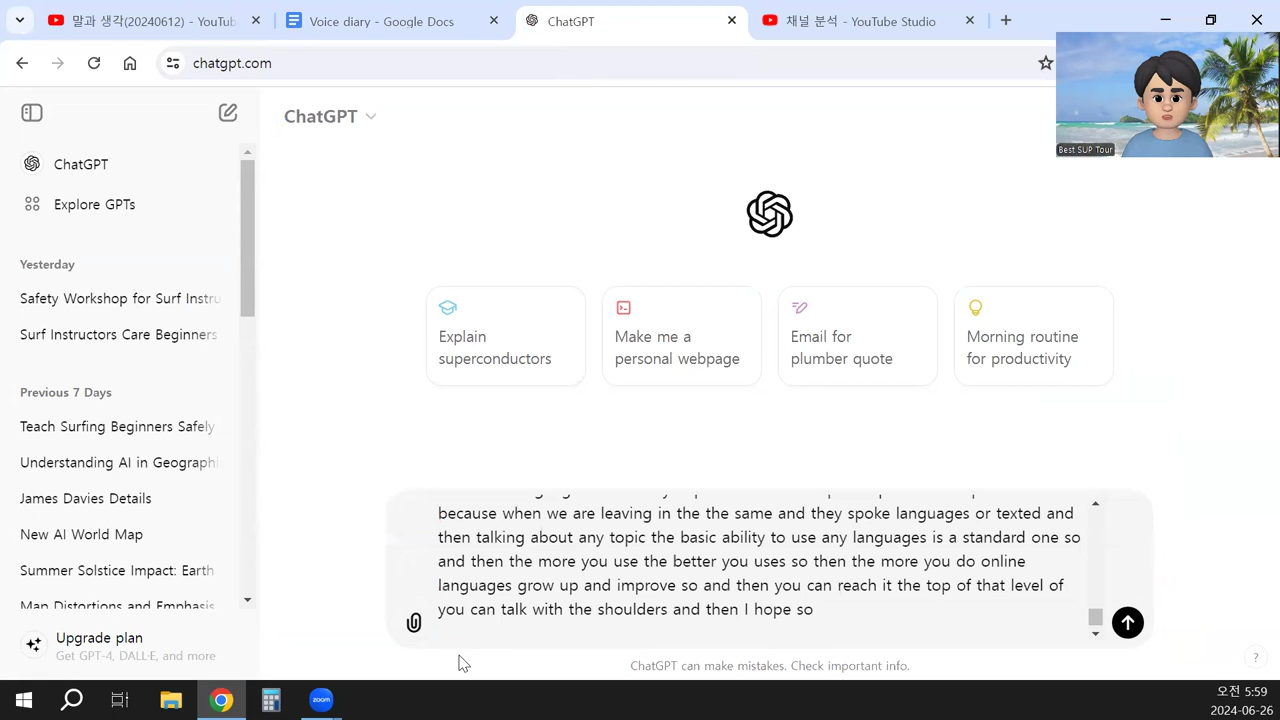 말과 생각(20240612) - YouTub
Voice diary - Google Docs
ChatGPT
채널 분석 - YouTube Studio
chatgpt.com
Best SUP Tour
ChatGPT
ChatGPT
Explore GPTs
Yesterday
Safety Workshop for Surf Instru
Surf Instructors Care Beginners
Previous 7 Days
Teach Surfing Beginners Safely
Understanding AI in Geographi
James Davies Details
New AI World Map
Summer Solstice Impact: Earth
Map Distortions and Emphasis
Upgrade plan
Get GPT-4, DALL·E, and more
Explain
superconductors
Make me a
personal webpage
Email for
plumber quote
Morning routine
for productivity
because when we are leaving in the the same and they spoke languages or texted and
then talking about any topic the basic ability to use any languages is a standard one so
and then the more you use the better you uses so then the more you do online
languages grow up and improve so and then you can reach it the top of that level of
you can talk with the shoulders and then I hope so
ChatGPT can make mistakes. Check important info.
?
zoom
오전 5:59
2024-06-26